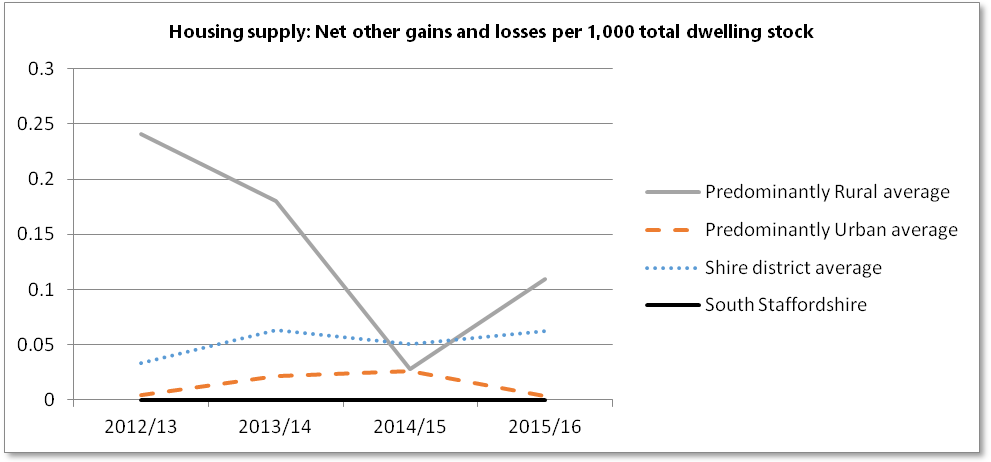 Housing supply: Net other gains and losses per 1,000 total dwelling stock
0.3
0.25
0.2
0.15
0.1
0.05
0
2012/13 2013/14 2014/15 2015/16
Predominantly Rural average
Predominantly Urban average
Shire district average
South Staffordshire